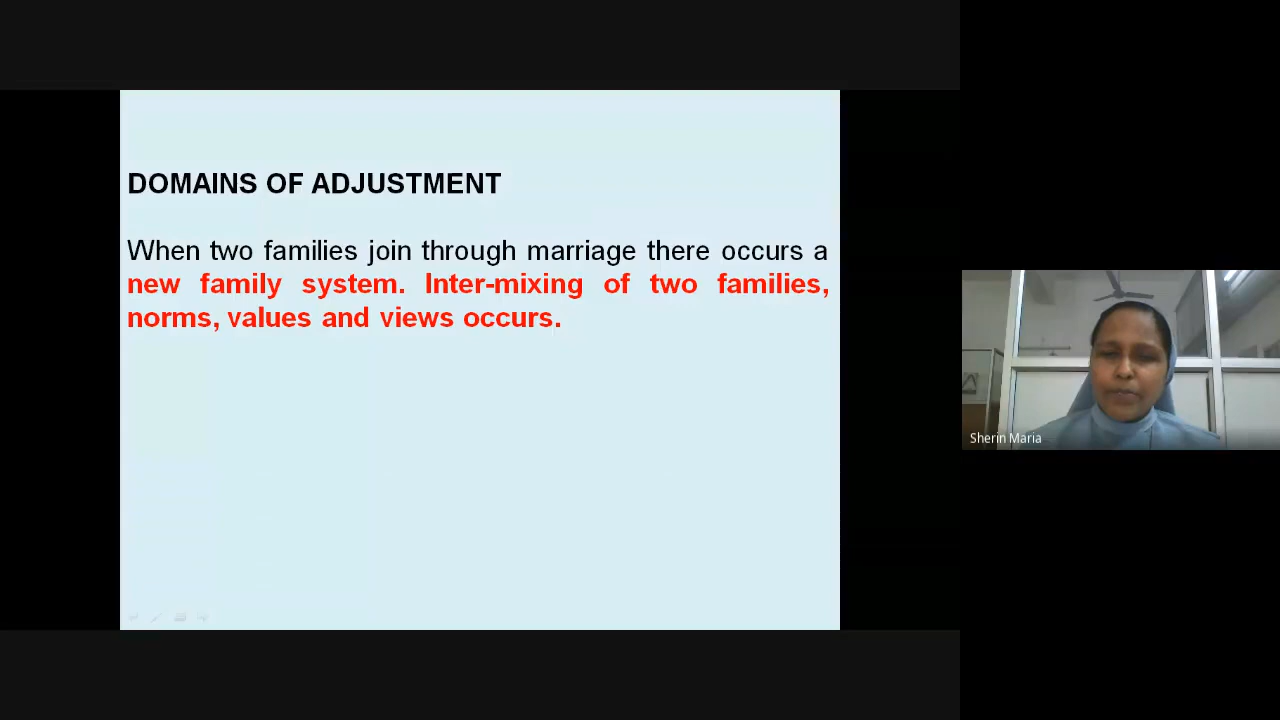 DOMAINS OF ADJUSTMENT
When two families join through marriage there occurs a
new family system. Inter-mixing of two families,
norms, values and views occurs.
Sherin Maria